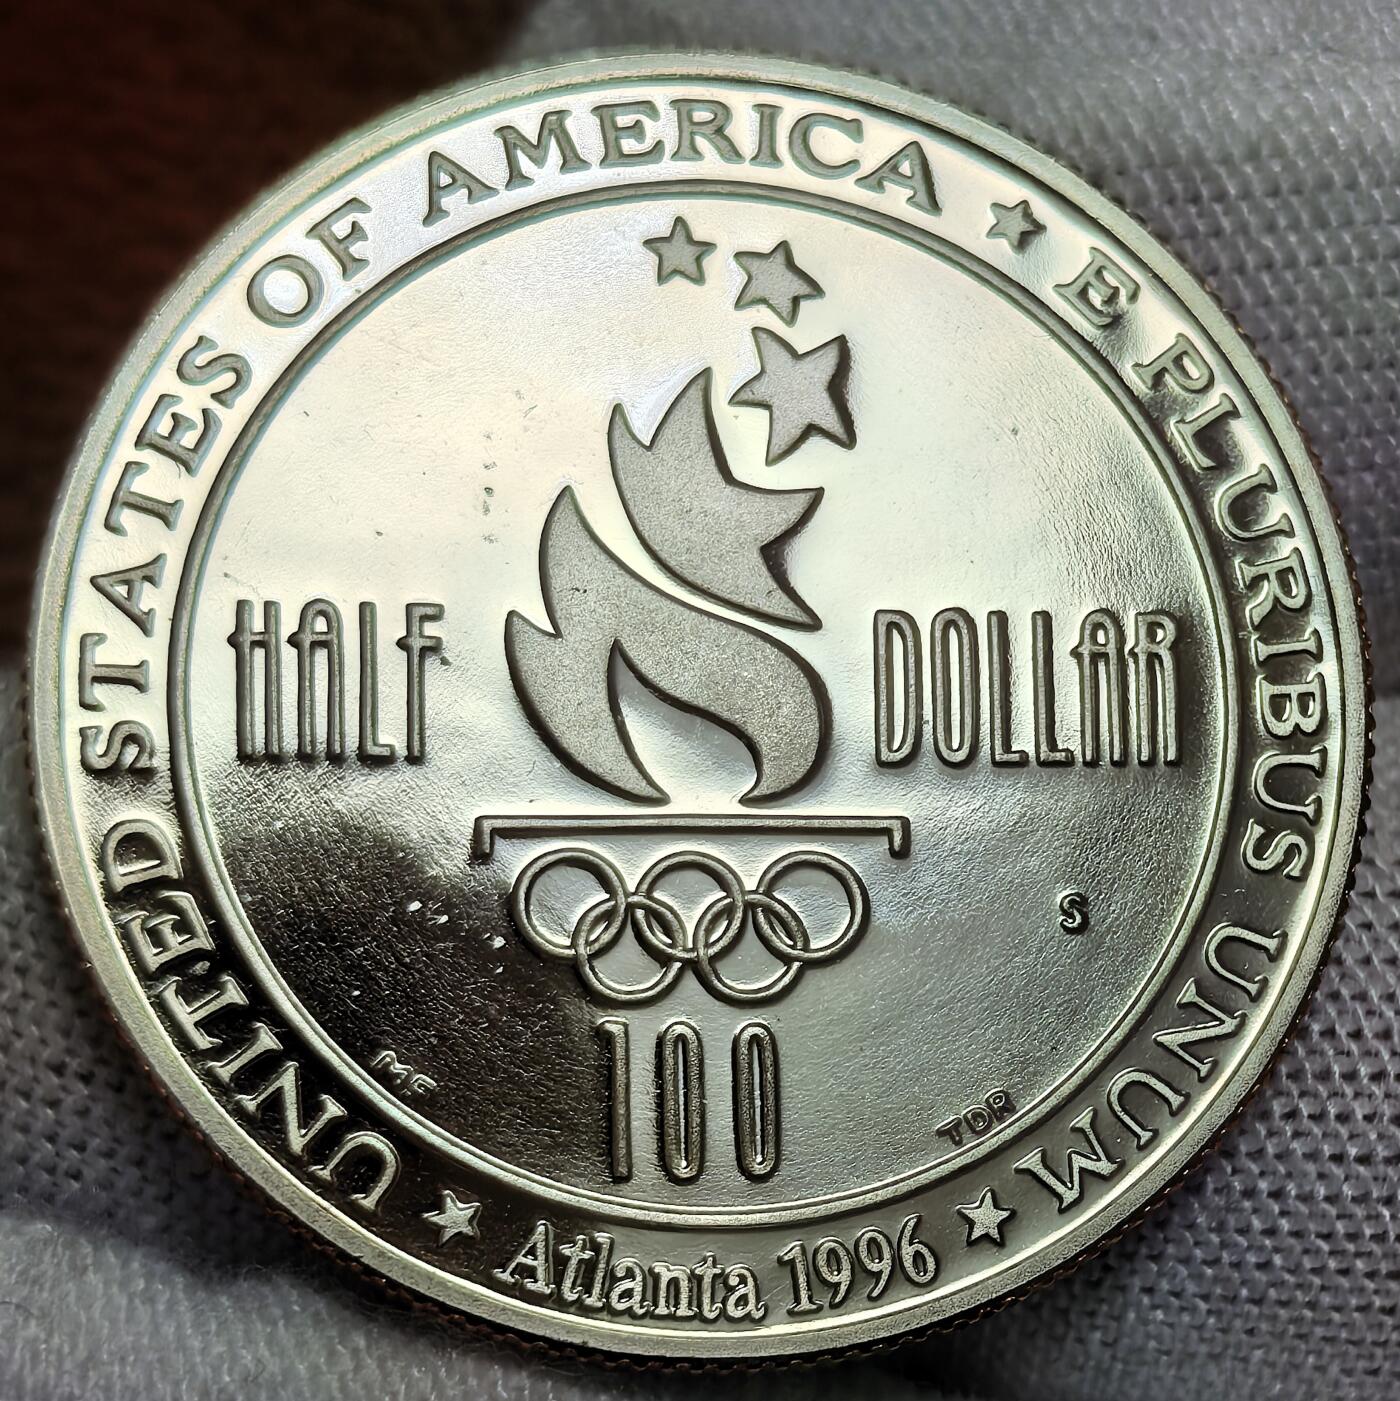 UNITED STATES OF AMERICA ★ E PLURIBUS UNUM ★
HALF DOLLAR
S
100
TDR
Atlanta 1996 ★